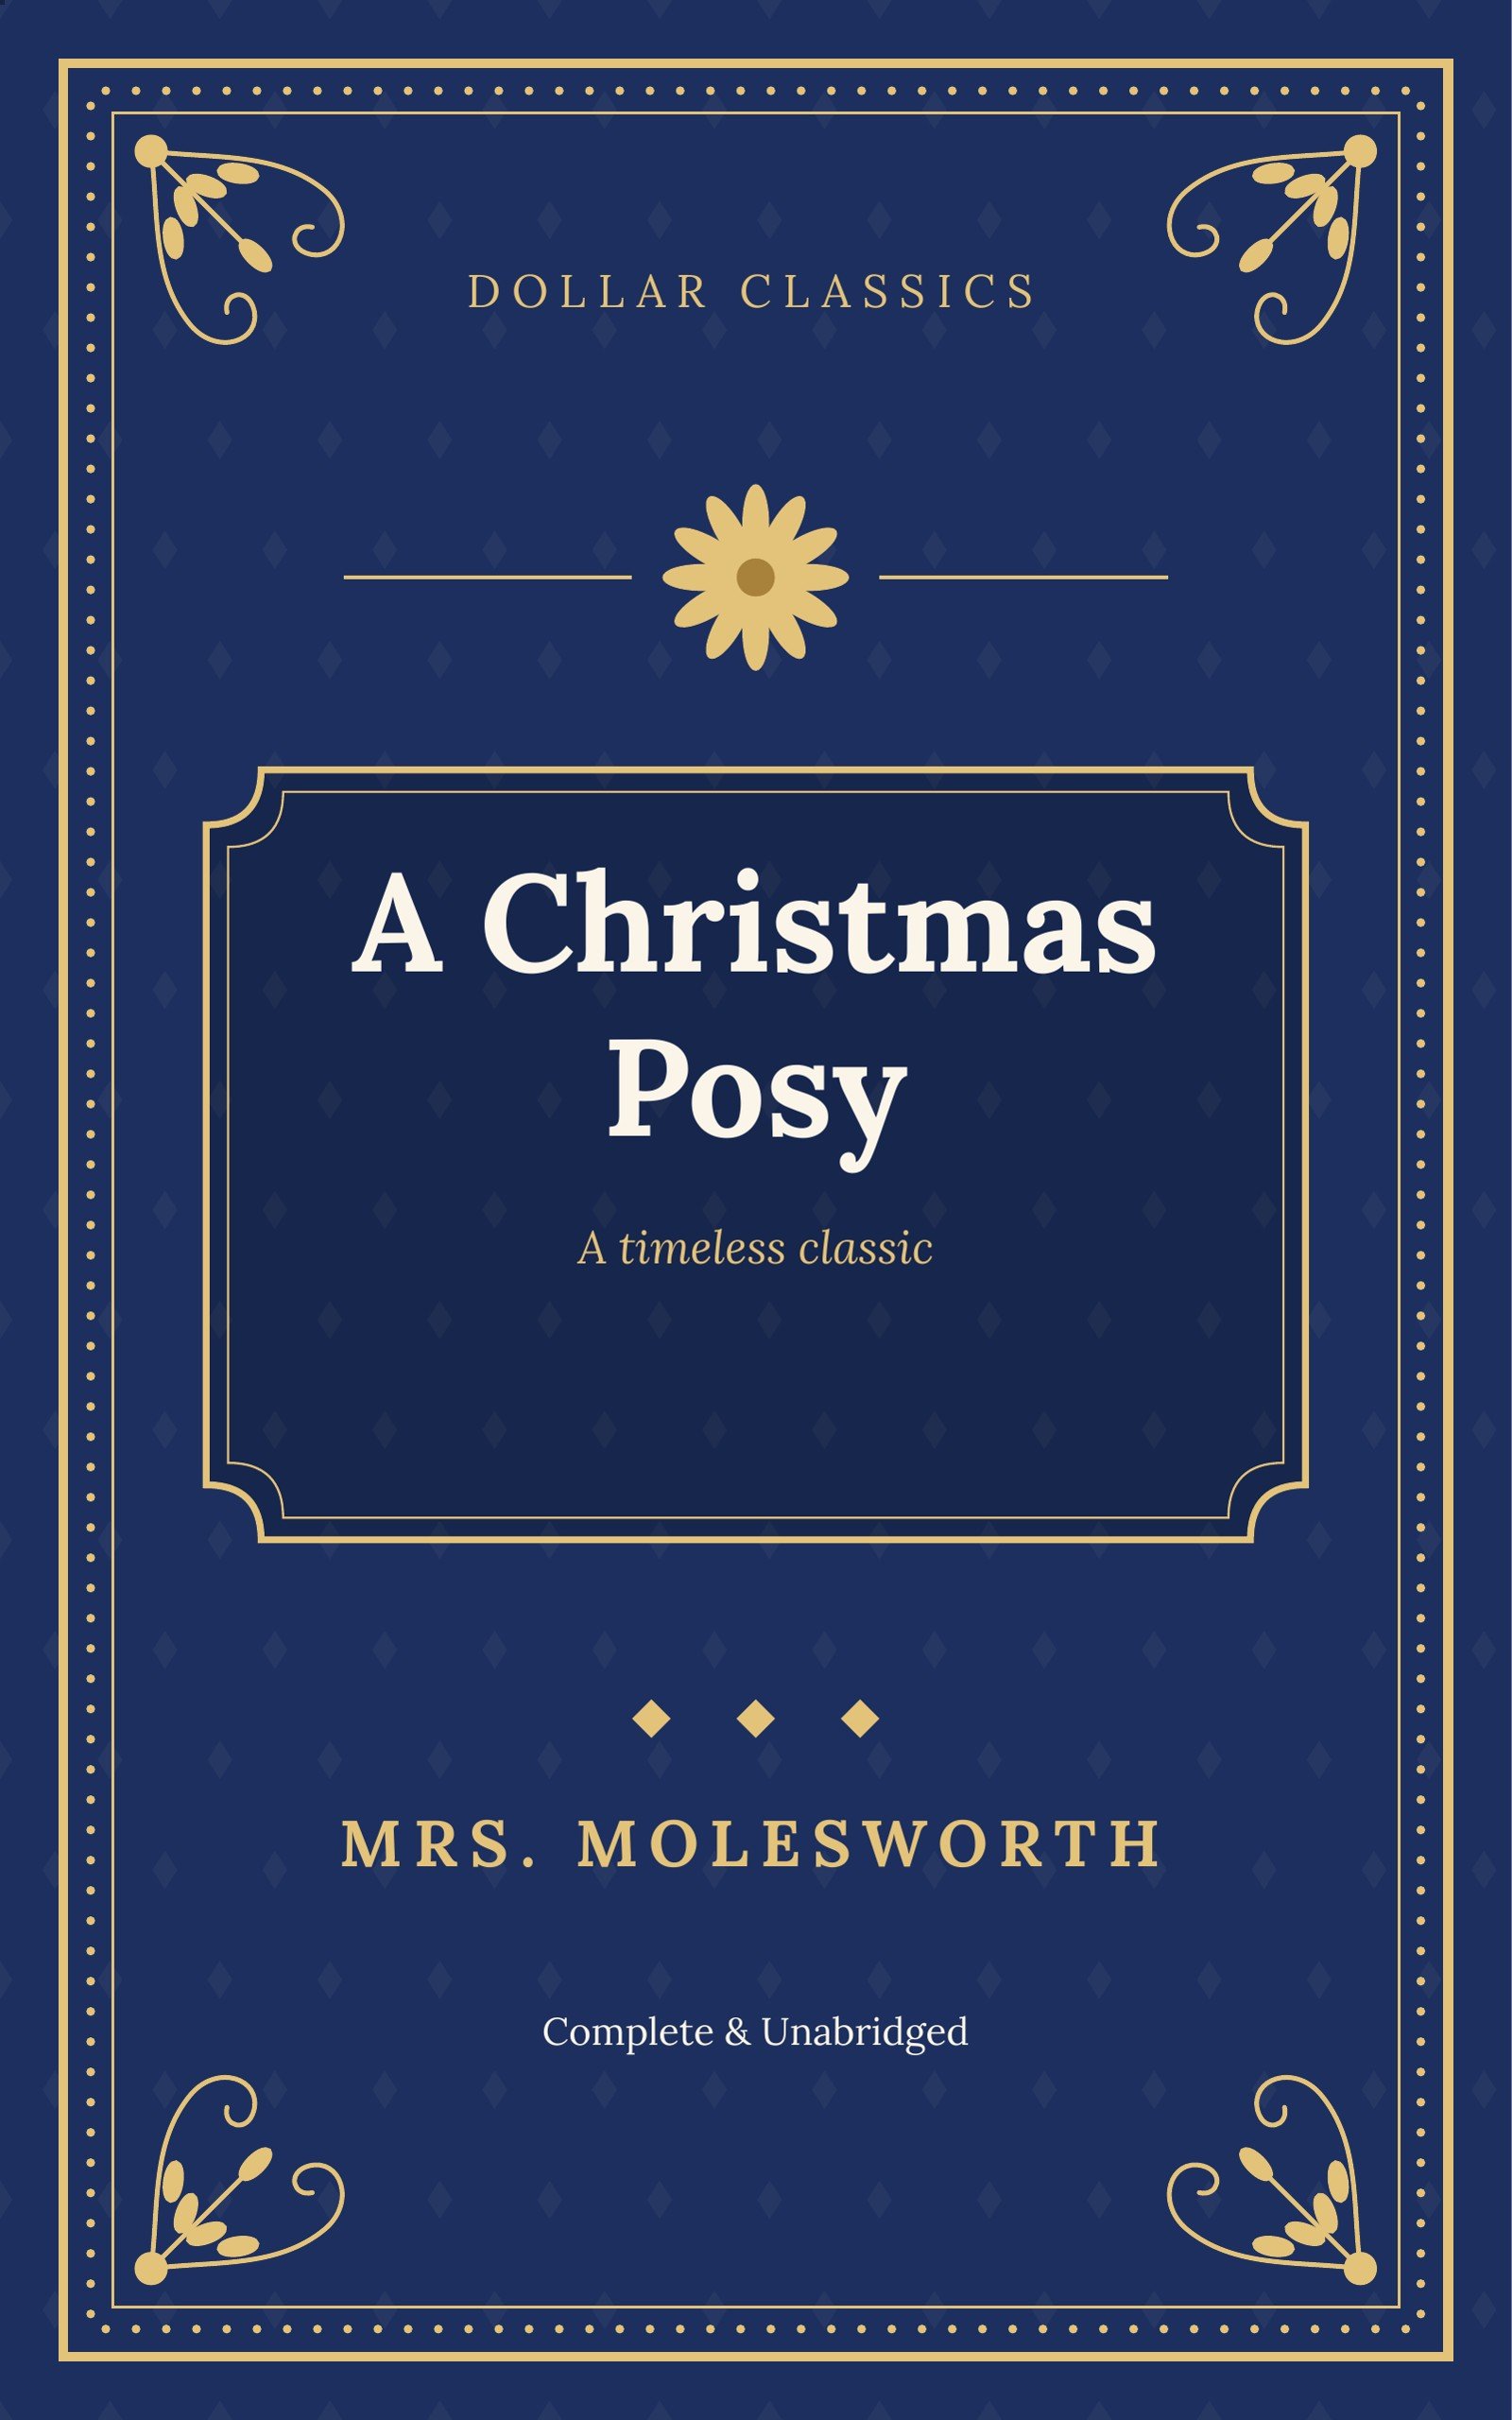 DOLLAR CLASSICS
A Christmas
Posy
A timeless classic
MRS. MOLESWORTH
Complete & Unabridged